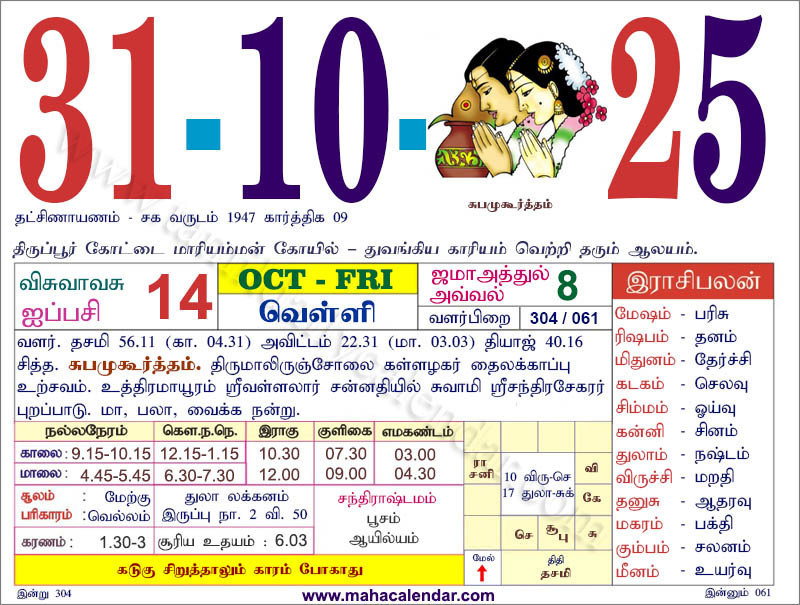 31-10-25
சுபமுகூர்த்தம்
தட்சிணாயணம் - சக வருடம் 1947 கார்த்திக 09
திருப்பூர் கோட்டை மாரியம்மன் கோயில் – துவங்கிய காரியம் வெற்றி தரும் ஆலயம்.
விசுவாவசு
ஐப்பசி
14
OCT - FRI
வெள்ளி
ஜமாஅத்துல்
அவ்வல்
8
வளர்பிறை
304 / 061
வளர். தசமி 56.11 (கா. 04.31) அவிட்டம் 22.31 (மா. 03.03) தியாஜ் 40.16
சித்த. சுபமுகூர்த்தம். திருமாலிருஞ்சோலை கள்ளழகர் தைலக்காப்பு
உற்சவம். உத்திரமாயூரம் ஸ்ரீவள்ளலார் சன்னதியில் சுவாமி ஸ்ரீசந்திரசேகரர்
புறப்பாடு. மா, பலா, வைக்க நன்று.
இராசிபலன்
மேஷம் - பரிசு
ரிஷபம் - தனம்
மிதுனம் - தேர்ச்சி
கடகம் - செலவு
சிம்மம் - ஓய்வு
கன்னி - சினம்
துலாம் - நஷ்டம்
விருச்சி - மறதி
தனுசு - ஆதரவு
மகரம் - பக்தி
கும்பம் - சலனம்
மீனம் - உயர்வு
நல்லநேரம் கௌ.ந.நெ. இராகு குளிகை எமகண்டம்
காலை: 9.15-10.15 12.15-1.15 10.30 07.30 03.00
மாலை: 4.45-5.45 6.30-7.30 12.00 09.00 04.30
சூலம் : மேற்கு
பரிகாரம் :வெல்லம்
துலா லக்கனம்
இருப்பு நா. 2 வி. 50
சந்திராஷ்டமம்
பூசம்
ஆயில்யம்
கரணம்: 1.30-3
சூரிய உதயம் : 6.03
ரா
சனி
10 விரு-செ
17 துலா-சுக்
வி
கே
செ
சூ
பு
சு
மேல்
திதி
தசமி
கடுகு சிறுத்தாலும் காரம் போகாது
இன்று 304
www.mahacalendar.com
இன்னும் 061